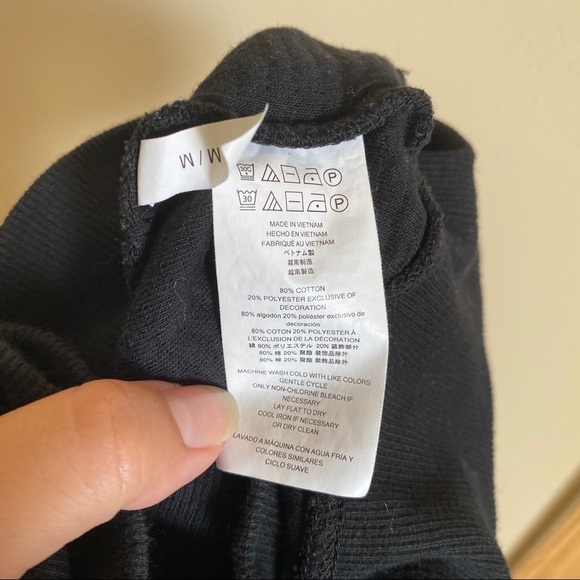 M / M
30C
P
30
P
MADE IN VIETNAM
HECHO EN VIETNAM
FABRIQUÉ AU VIETNAM
ベトナム製
越南制造
越南製造
80% COTTON
20% POLYESTER EXCLUSIVE OF
DECORATION
80% algodón 20% poliéster exclusivo de
decoración
80% COTON 20% POLYESTER À
L'EXCLUSION DE LA DÉCORATION
綿 80% ポリエステル 20% 装飾部分
80% 棉 20% 聚酯 装饰品除外
80% 棉 20% 聚酯 裝飾品除外
MACHINE WASH COLD WITH LIKE COLORS
GENTLE CYCLE
ONLY NON-CHLORINE BLEACH IF
NECESSARY
LAY FLAT TO DRY
COOL IRON IF NECESSARY
OR DRY CLEAN
LAVADO A MÁQUINA CON AGUA FRÍA Y
COLORES SIMILARES
CICLO SUAVE